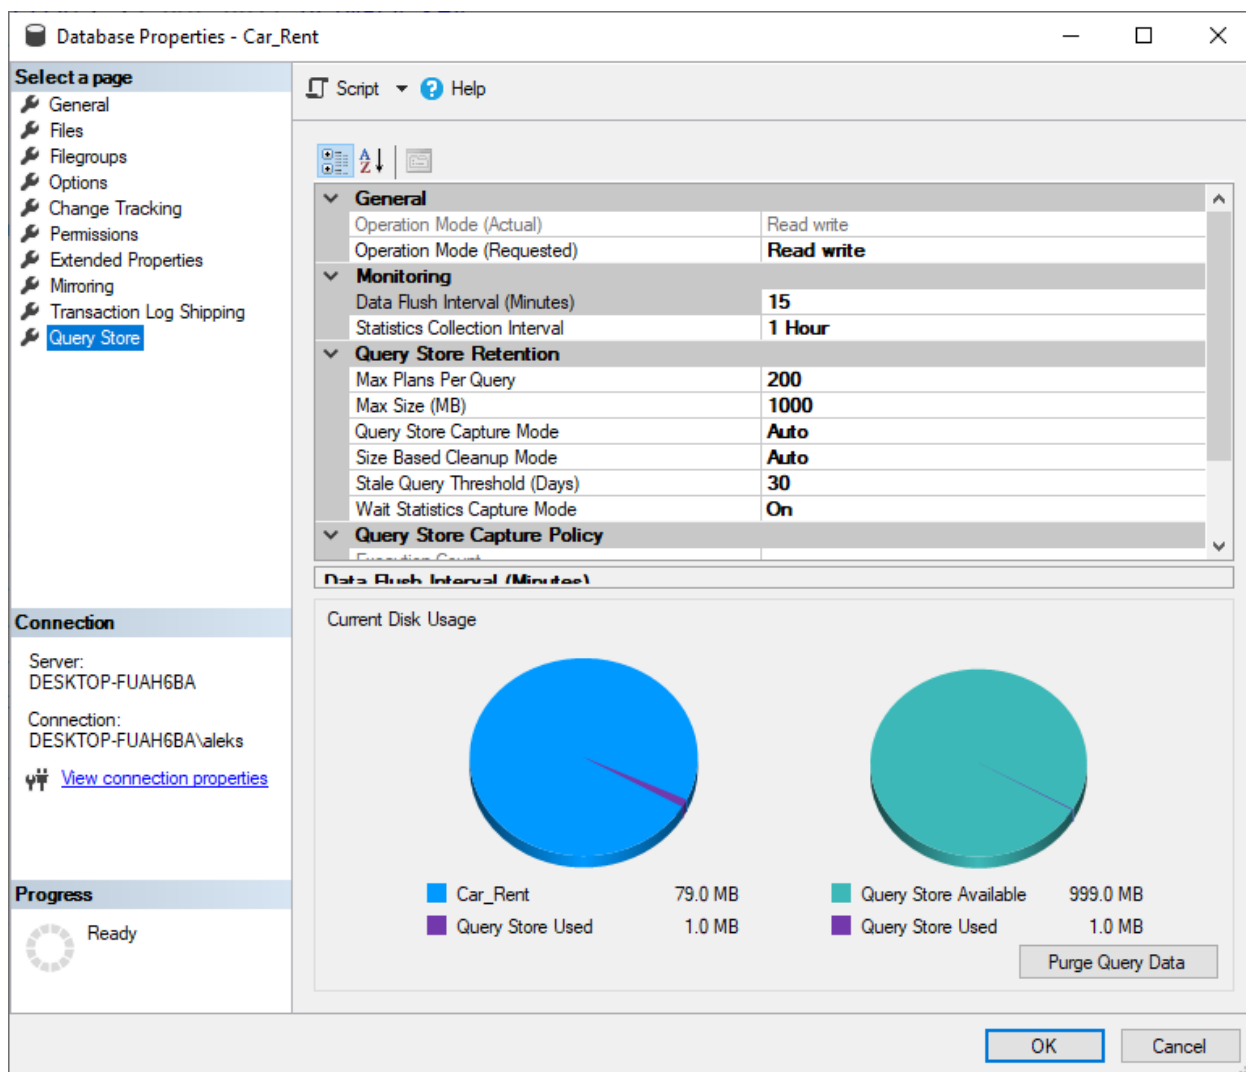 Database Properties - Car_Rent
Select a page
General
Files
Filegroups
Options
Change Tracking
Permissions
Extended Properties
Mirroring
Transaction Log Shipping
Query Store
Connection
Server:
DESKTOP-FUAH6BA
Connection:
DESKTOP-FUAH6BA\aleks
View connection properties
Progress
Ready
Script Help
General
Operation Mode (Actual) Read write
Operation Mode (Requested) Read write
Monitoring
Data Flush Interval (Minutes) 15
Statistics Collection Interval 1 Hour
Query Store Retention
Max Plans Per Query 200
Max Size (MB) 1000
Query Store Capture Mode Auto
Size Based Cleanup Mode Auto
Stale Query Threshold (Days) 30
Wait Statistics Capture Mode On
Query Store Capture Policy
Execution Count
Data Flush Interval (Minutes)
Current Disk Usage
Car_Rent 79.0 MB
Query Store Used 1.0 MB
Query Store Available 999.0 MB
Query Store Used 1.0 MB
Purge Query Data
OK Cancel